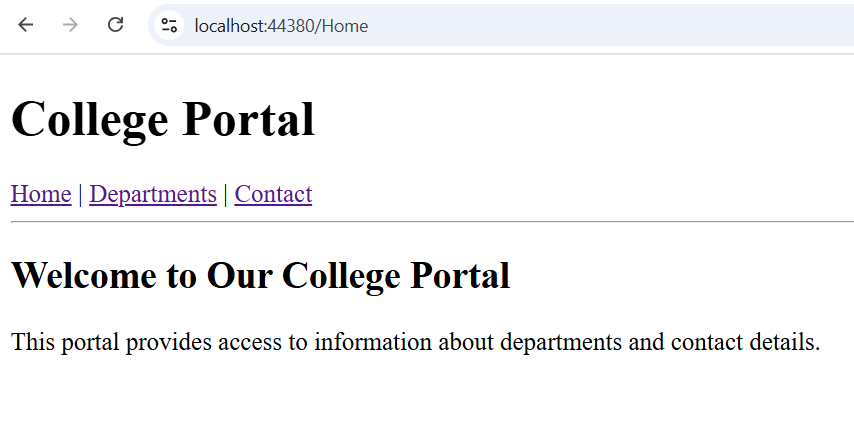 localhost:44380/Home
College Portal
Home | Departments | Contact
Welcome to Our College Portal
This portal provides access to information about departments and contact details.